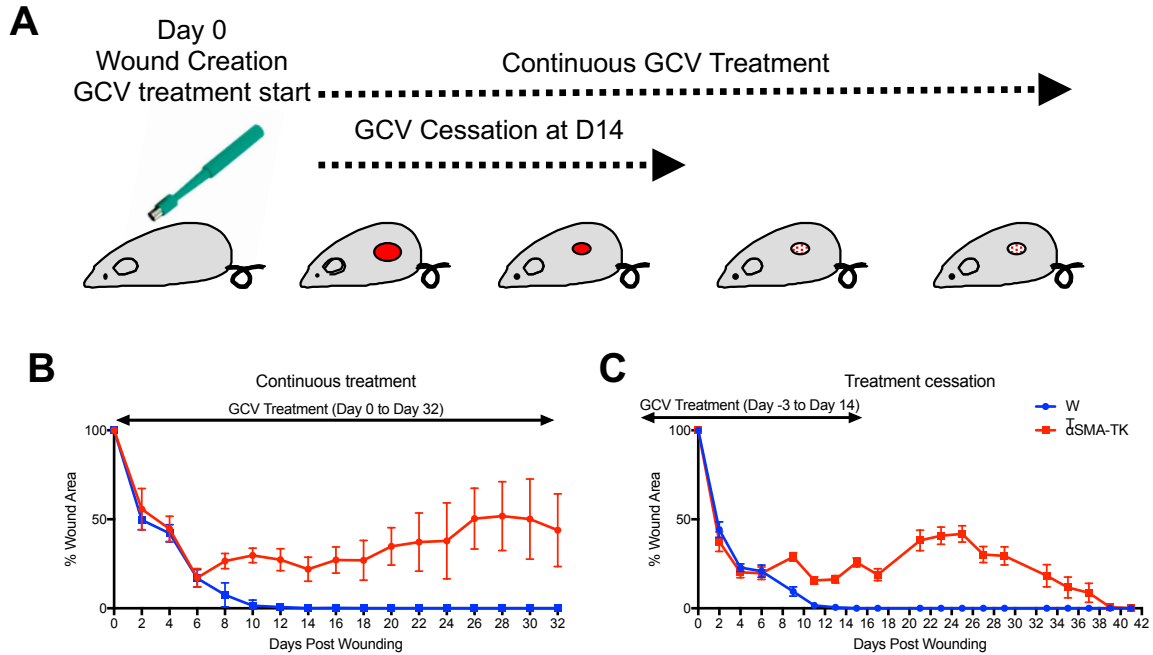 A
Day 0
Wound Creation
GCV treatment start
Continuous GCV Treatment
GCV Cessation at D14
B
Continuous treatment
GCV Treatment (Day 0 to Day 32)
% Wound Area
100
50
0
0 2 4 6 8 10 12 14 16 18 20 22 24 26 28 30 32
Days Post Wounding
C
Treatment cessation
GCV Treatment (Day -3 to Day 14)
W
T
αSMA-TK
% Wound Area
100
50
0
0 2 4 6 8 10 12 14 16 18 20 22 24 26 28 30 32 34 36 38 40 42
Days Post Wounding